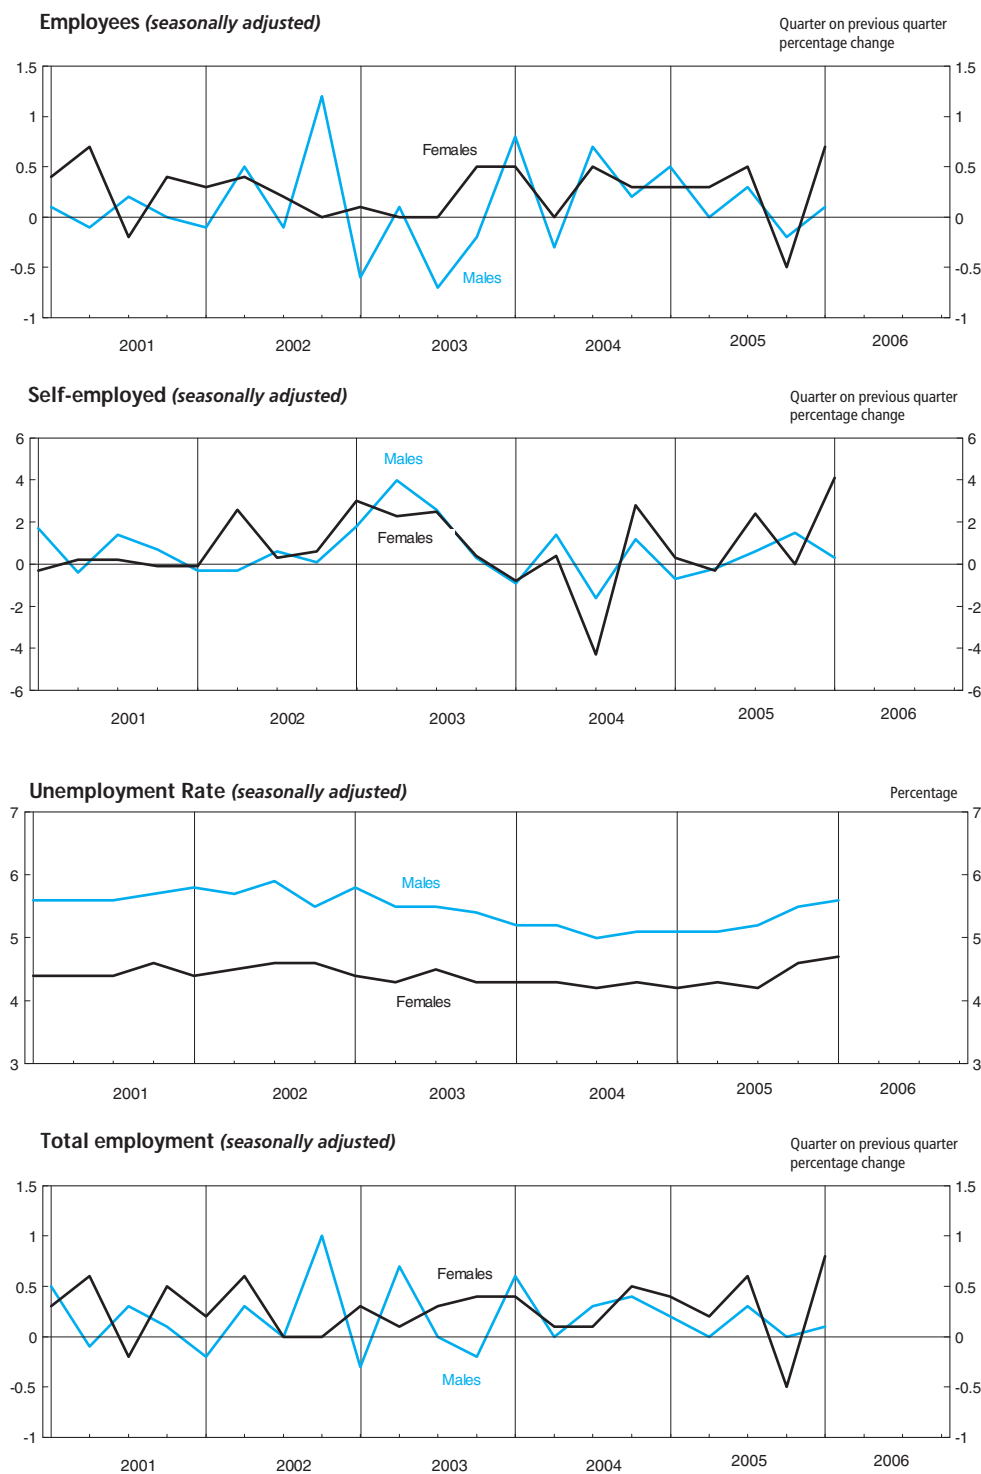 Employees (seasonally adjusted)
Quarter on previous quarter
percentage change
1.5 1.5
1 1
Females
0.5 0.5
0 0
-0.5 -0.5
Males
-1 -1
2001 2002 2003 2004 2005 2006
Self-employed (seasonally adjusted)
Quarter on previous quarter
percentage change
6 6
Males
4 4
2 2
Females
0 0
-2 -2
-4 -4
-6 -6
2001 2002 2003 2004 2005 2006
Unemployment Rate (seasonally adjusted)
Percentage
7 7
6 6
Males
5 5
4 4
Females
3 3
2001 2002 2003 2004 2005 2006
Total employment (seasonally adjusted)
Quarter on previous quarter
percentage change
1.5 1.5
1 1
Females
0.5 0.5
0 0
Males
-0.5 -0.5
-1 -1
2001 2002 2003 2004 2005 2006